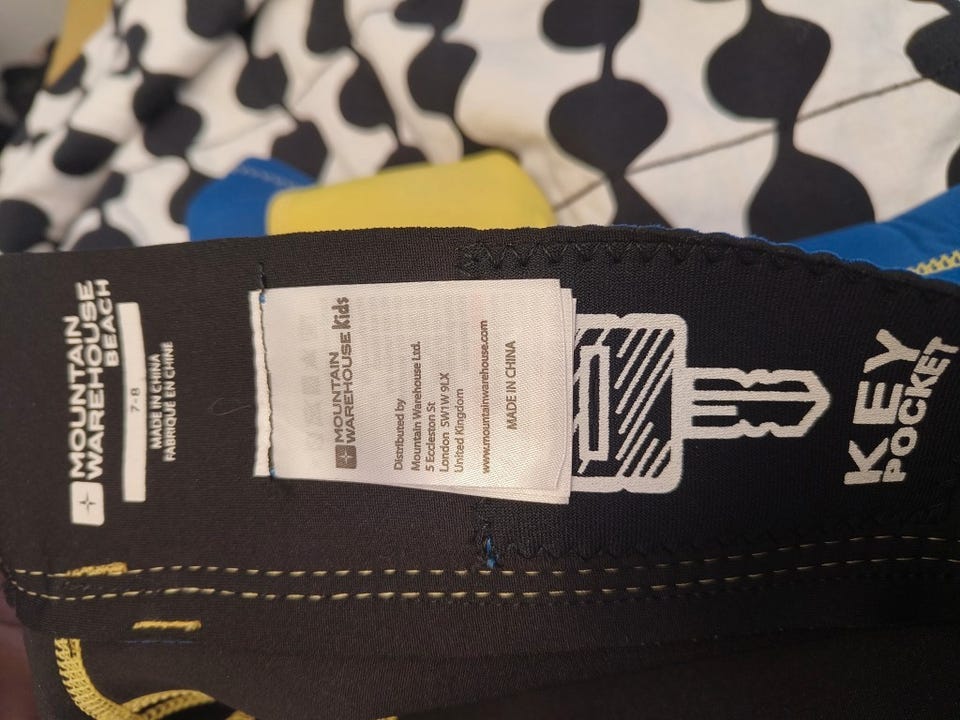 MOUNTAIN
WAREHOUSE
BEACH
7-8
MADE IN CHINA
FABRIQUE EN CHINE
MOUNTAIN
WAREHOUSE Kids
Distributed by
Mountain Warehouse Ltd.
5 Eccleston St
London SW1W 9LX
United Kingdom
www.mountainwarehouse.com
MADE IN CHINA
KEY
POCKET